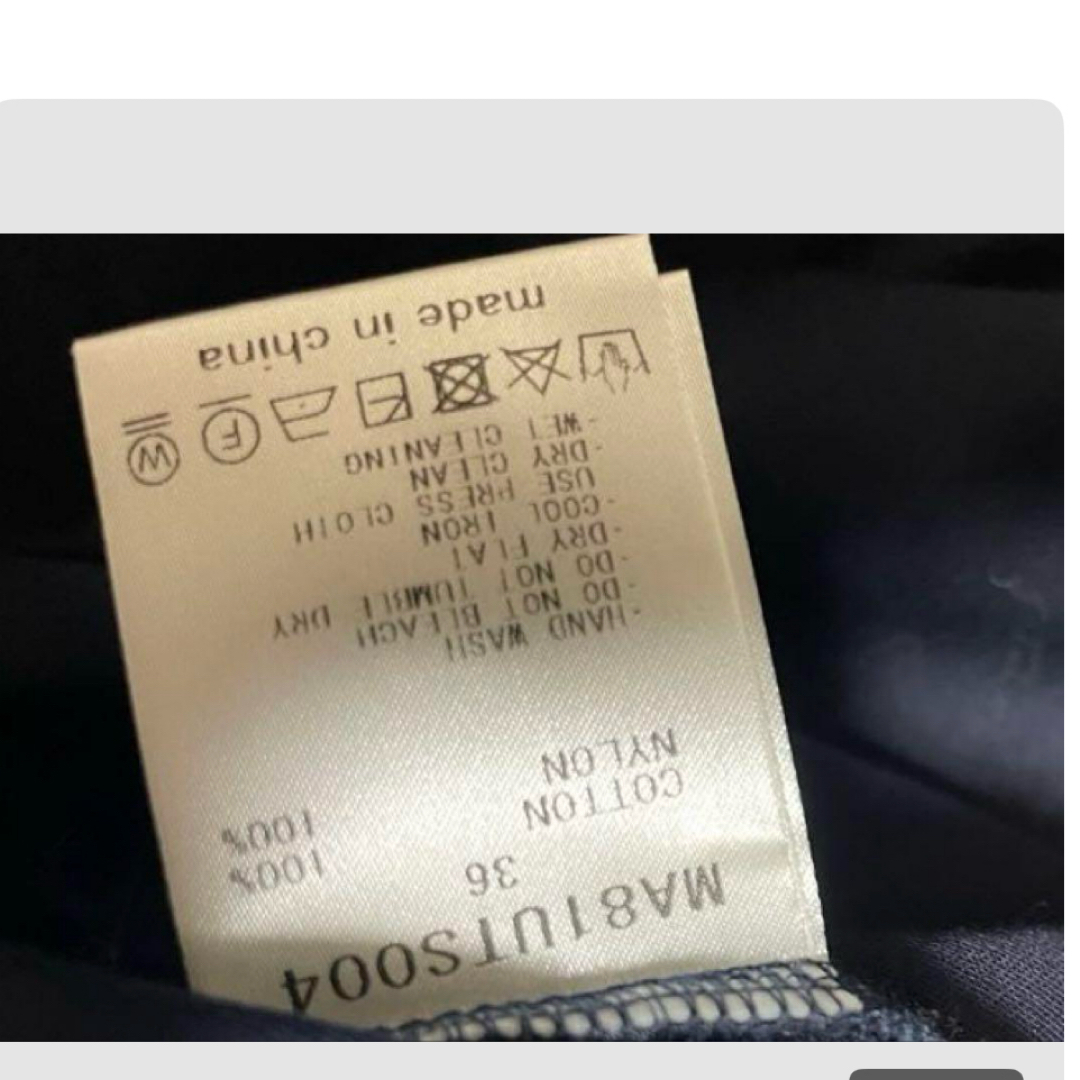 MA81UTS004
36
COTTON 100%
NYLON 100%
-HAND WASH
-DO NOT BLEACH
-DO NOT TUMBLE DRY
-DRY FLAT
-COOL IRON
USE PRESS CLOTH
-DRY CLEAN
-WET CLEANING
F
W
made in china